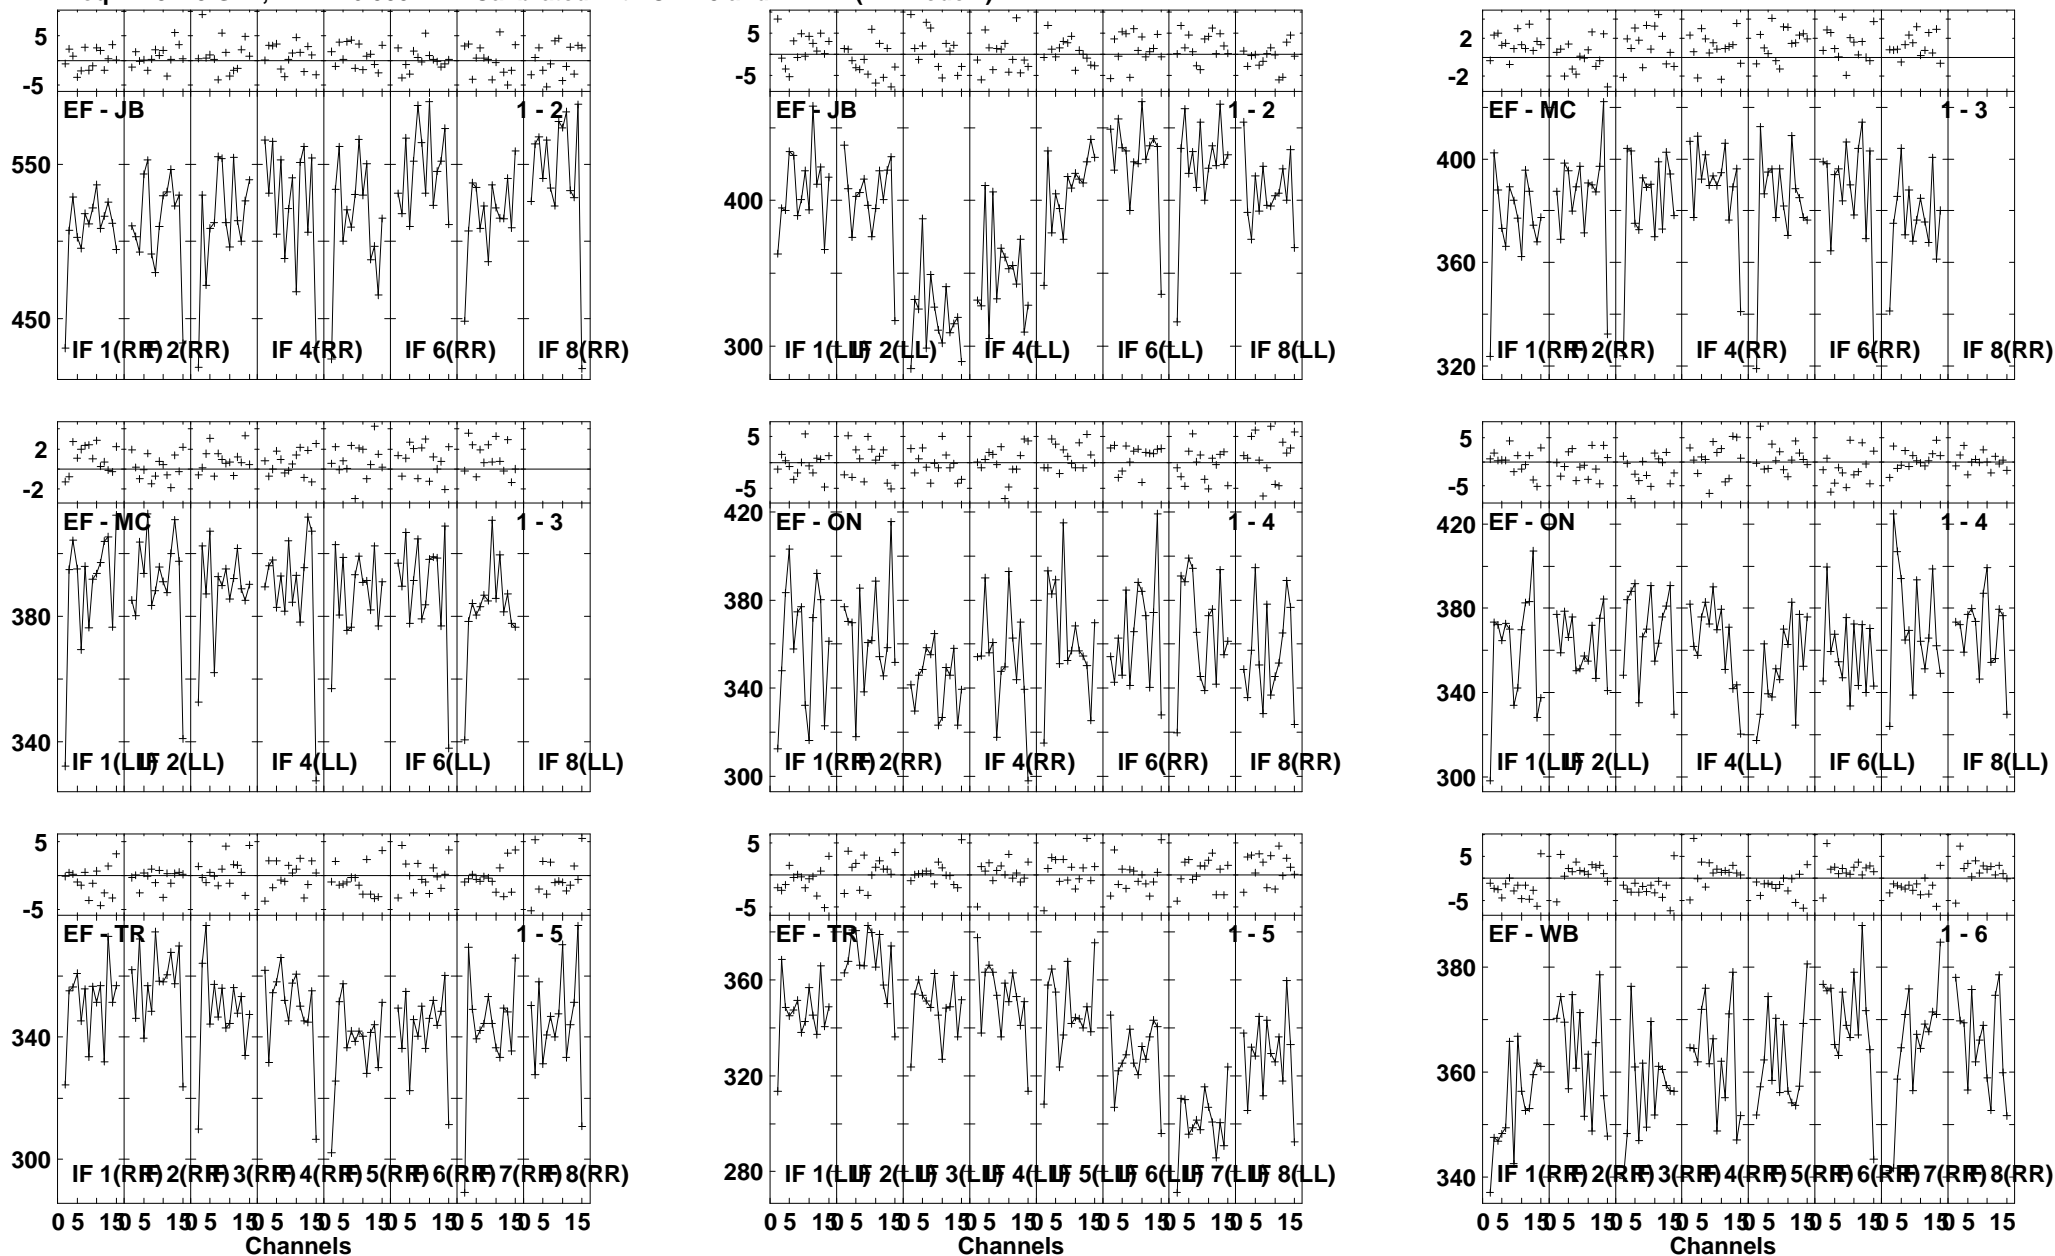 5 5 2
-5 -5 -2
EF - JB 1 - 2 EF - JB 1 - 2 EF - MC 1 - 3
550 400 400
450 300 360
320
IF 1(RR) IF 2(RR) IF 4(RR) IF 6(RR) IF 8(RR) IF 1(LL) IF 2(LL) IF 4(LL) IF 6(LL) IF 8(LL) IF 1(RR) IF 2(RR) IF 4(RR) IF 6(RR) IF 8(RR)
2 5 5
-2 -5 -5
EF - MC 1 - 3 EF - ON 1 - 4 EF - ON 1 - 4
380 420 420
340 380 380
340 340
300 300
IF 1(LL) IF 2(LL) IF 4(LL) IF 6(LL) IF 8(LL) IF 1(RR) IF 2(RR) IF 4(RR) IF 6(RR) IF 8(RR) IF 1(LL) IF 2(LL) IF 4(LL) IF 6(LL) IF 8(LL)
5 5 5
-5 -5 -5
EF - TR 1 - 5 EF - TR 1 - 5 EF - WB 1 - 6
340 360 380
300 320 360
280 340
IF 1(RR) IF 2(RR) IF 3(RR) IF 4(RR) IF 5(RR) IF 6(RR) IF 7(RR) IF 8(RR) IF 1(LL) IF 2(LL) IF 3(LL) IF 4(LL) IF 5(LL) IF 6(LL) IF 7(LL) IF 8(LL) IF 1(RR) IF 2(RR) IF 3(RR) IF 4(RR) IF 5(RR) IF 6(RR) IF 7(RR) IF 8(RR)
0 5 15 0 5 15 0 5 15 0 5 15 0 5 15 0 5 15 0 5 15 0 5 15 0 5 15 0 5 15 0 5 15 0 5 15 0 5 15 0 5 15 0 5 15 0 5 15 0 5 15 0 5 15 0 5 15 0 5 15 0 5 15 0 5 15 0 5 15 0 5 15
Channels Channels Channels